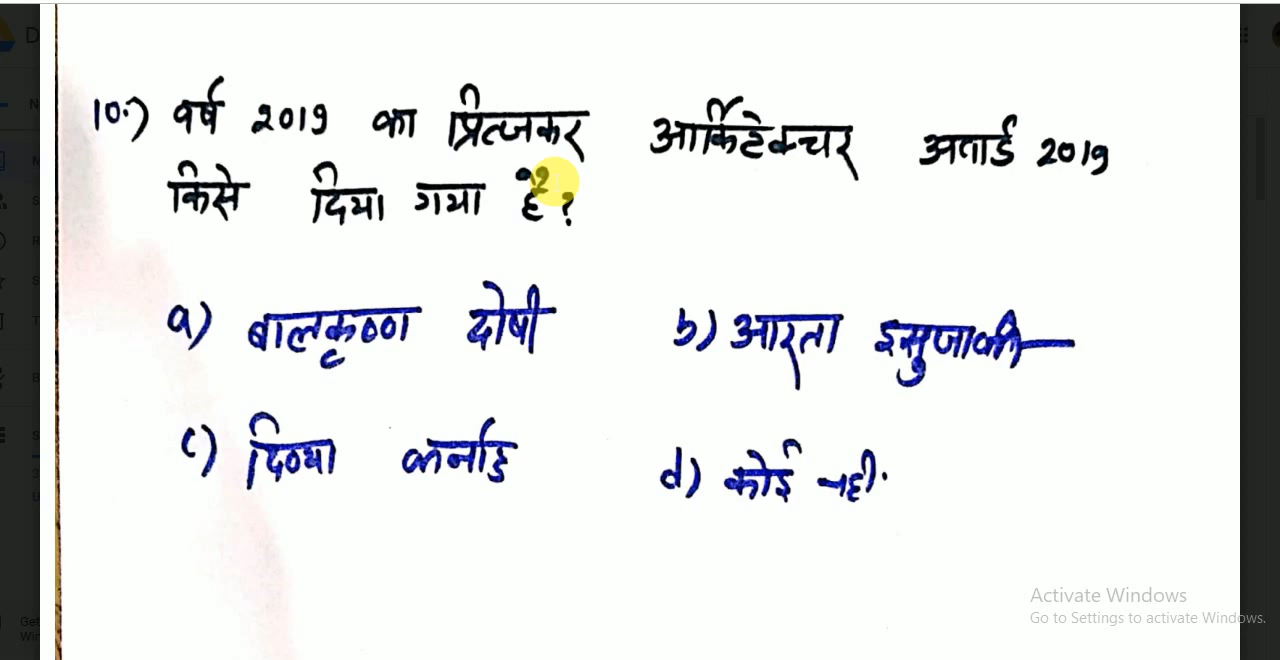 10.) वर्ष 2019 का प्रित्जकर आर्किटेक्चर अवार्ड 2019
किसे दिया गया है?
a) बालकृष्ण दोषी b) आरता इसुजाकी
c) दिव्या कर्नाड d) कोई नही.
Activate Windows
Go to Settings to activate Windows.